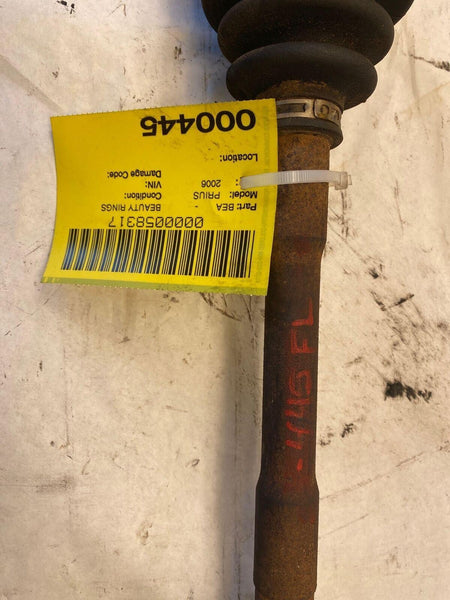 000445
Location:
Damage Code:
VIN:
: 2006
Condition:
Model: PRIUS
-
Part: BEA BEAUTY RINGS
0000058317
-445 FL